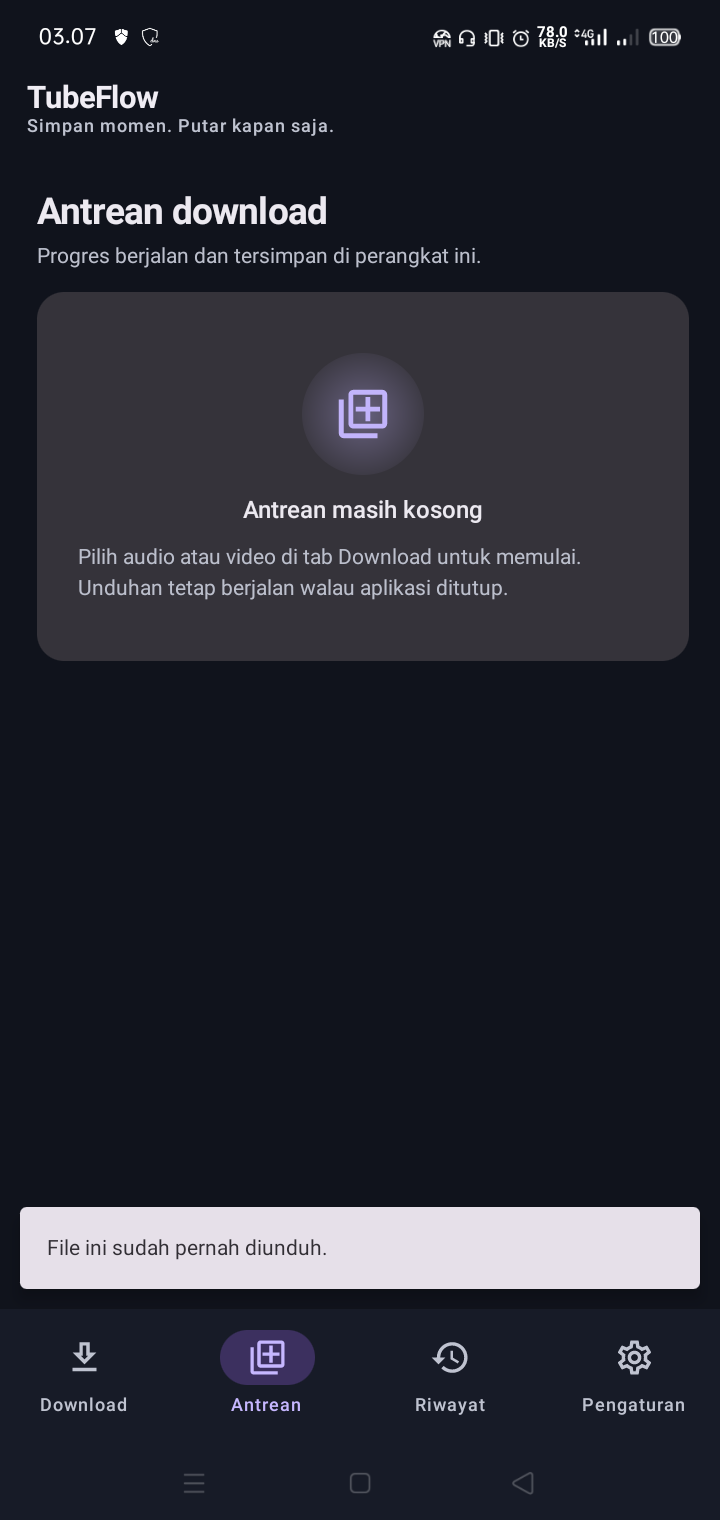 03.07
VPN
78.0
KB/S
4G
100
TubeFlow
Simpan momen. Putar kapan saja.
Antrean download
Progres berjalan dan tersimpan di perangkat ini.
Antrean masih kosong
Pilih audio atau video di tab Download untuk memulai.
Unduhan tetap berjalan walau aplikasi ditutup.
File ini sudah pernah diunduh.
Download
Antrean
Riwayat
Pengaturan